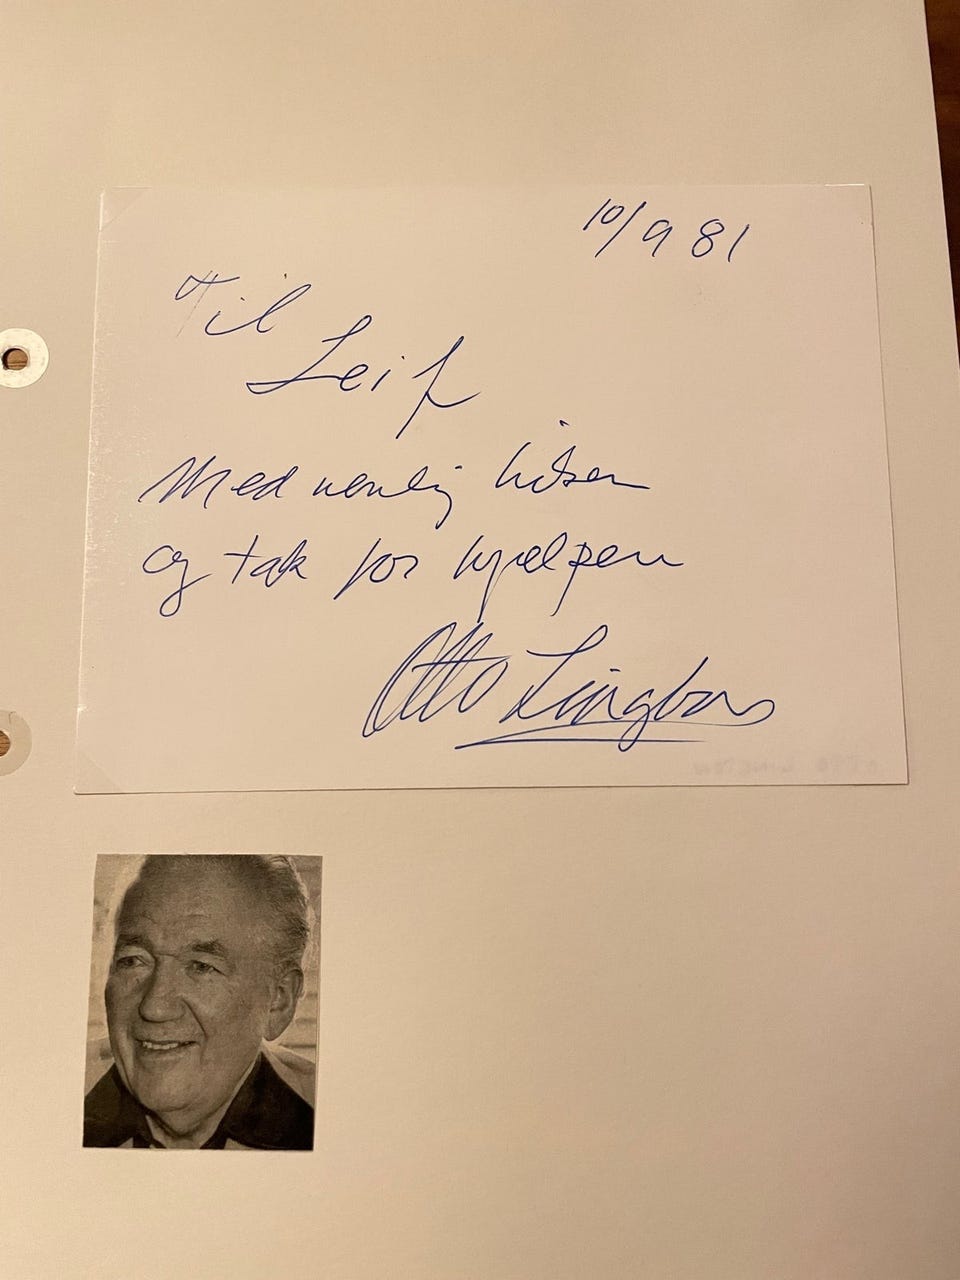 10/9 81
Til
Leif
Med venlig hilsen
og tak for hjælpen
Otto Lington